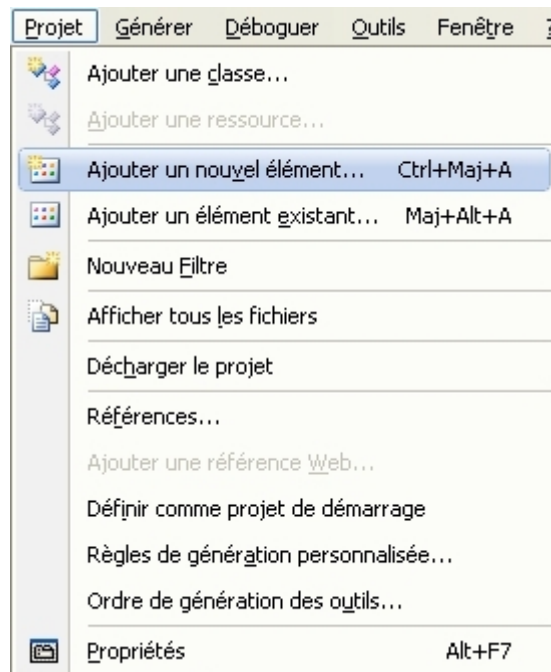 Projet Générer Déboguer Outils Fenêtre ?
Ajouter une classe...
Ajouter une ressource...
Ajouter un nouvel élément... Ctrl+Maj+A
Ajouter un élément existant... Maj+Alt+A
Nouveau Filtre
Afficher tous les fichiers
Décharger le projet
Références...
Ajouter une référence Web...
Définir comme projet de démarrage
Règles de génération personnalisée...
Ordre de génération des outils...
Propriétés Alt+F7